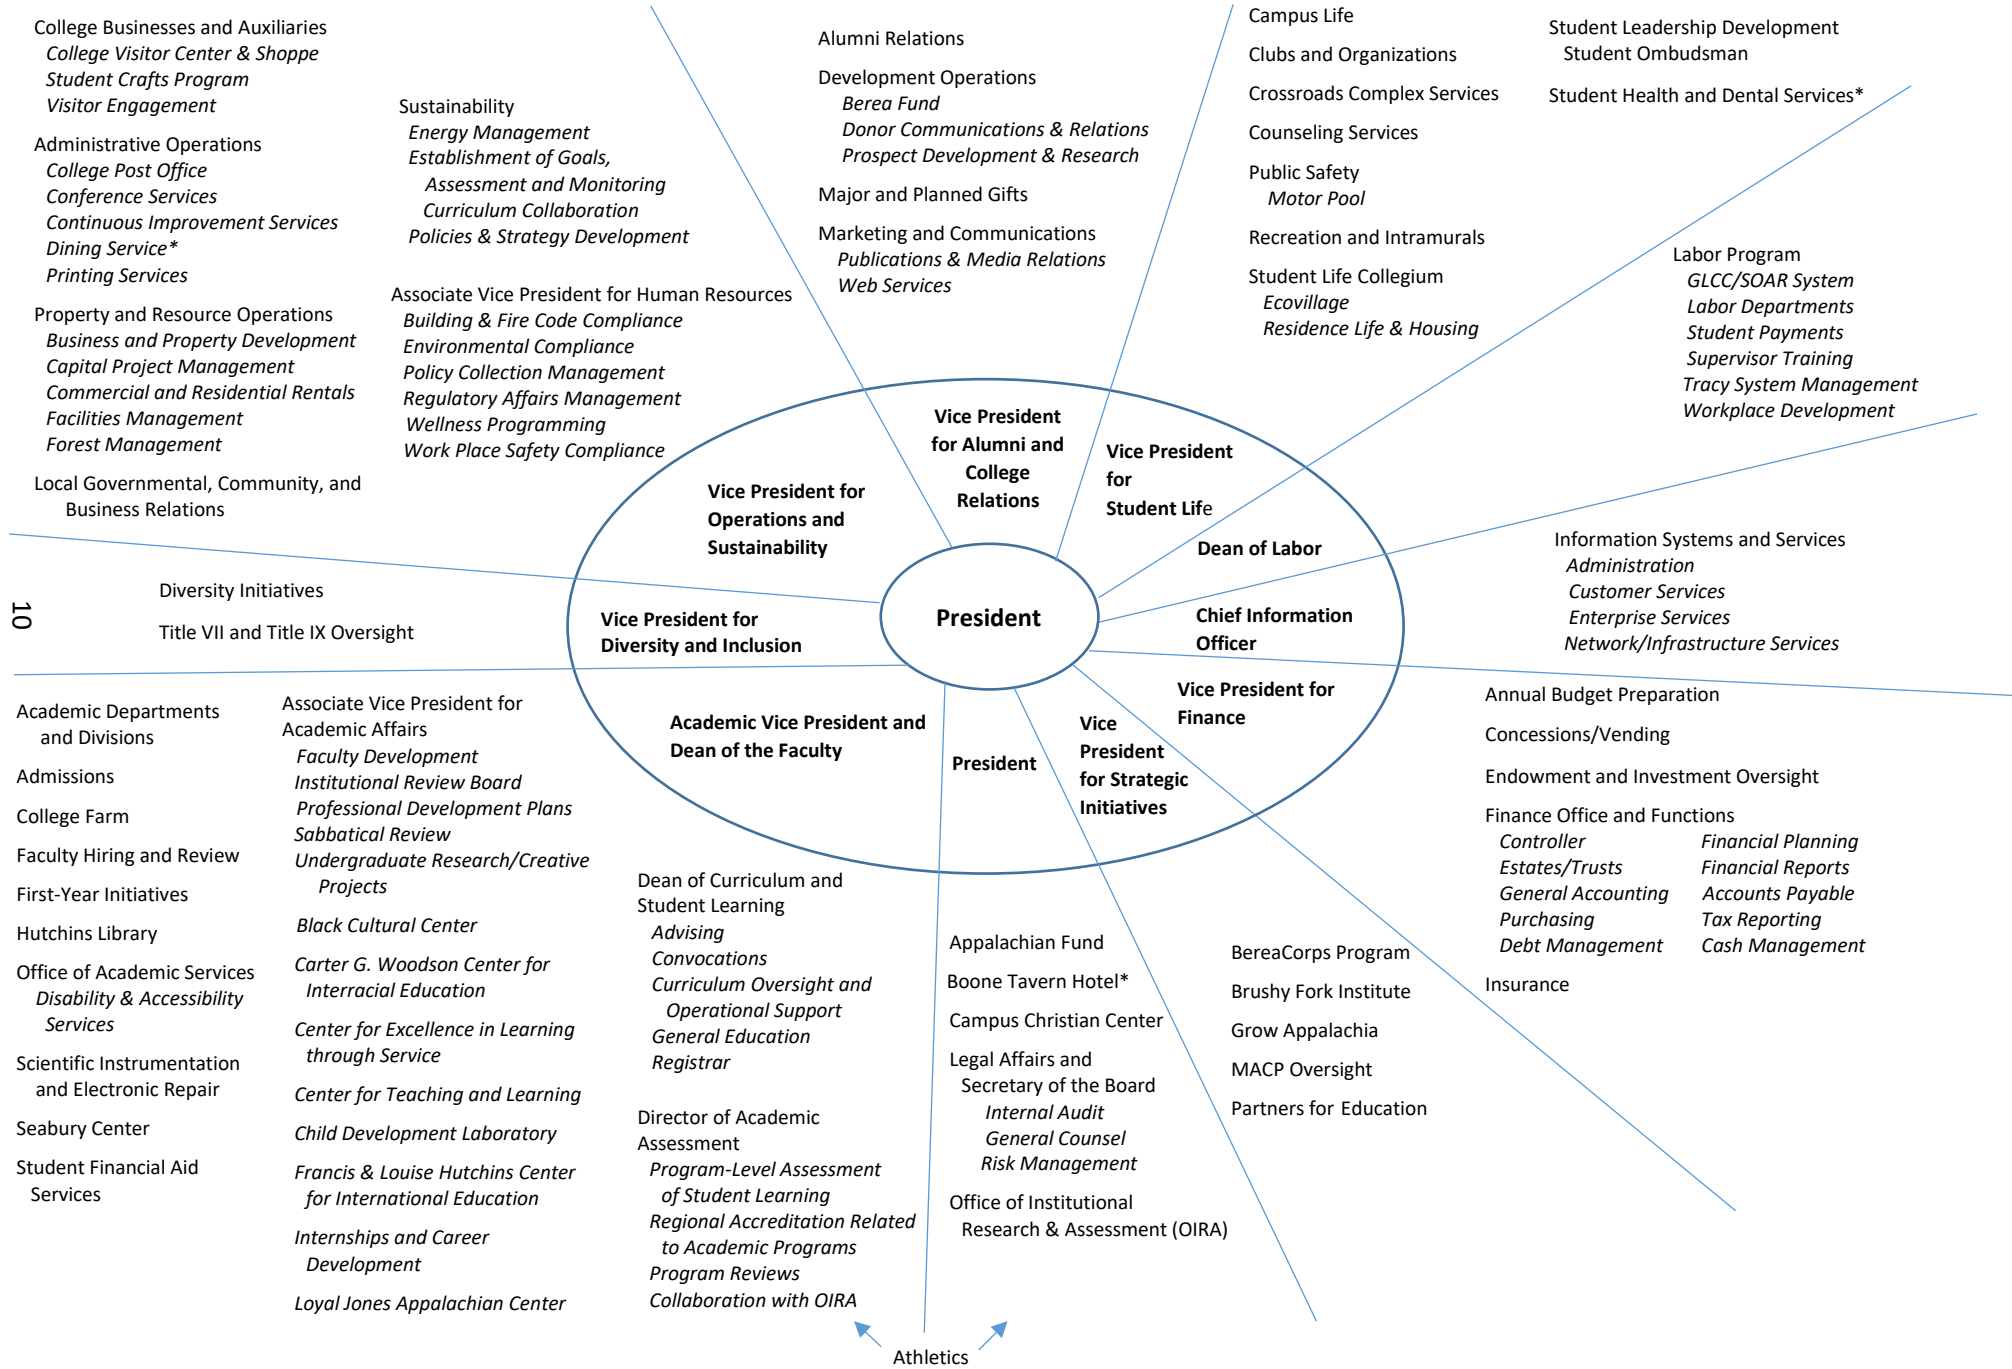 College Businesses and Auxiliaries
College Visitor Center & Shoppe
Student Crafts Program
Visitor Engagement
Administrative Operations
College Post Office
Conference Services
Continuous Improvement Services
Dining Service*
Printing Services
Property and Resource Operations
Business and Property Development
Capital Project Management
Commercial and Residential Rentals
Facilities Management
Forest Management
Local Governmental, Community, and
Business Relations
Sustainability
Energy Management
Establishment of Goals,
Assessment and Monitoring
Curriculum Collaboration
Policies & Strategy Development
Associate Vice President for Human Resources
Building & Fire Code Compliance
Environmental Compliance
Policy Collection Management
Regulatory Affairs Management
Wellness Programming
Work Place Safety Compliance
Alumni Relations
Development Operations
Berea Fund
Donor Communications & Relations
Prospect Development & Research
Major and Planned Gifts
Marketing and Communications
Publications & Media Relations
Web Services
Campus Life
Clubs and Organizations
Crossroads Complex Services
Counseling Services
Public Safety
Motor Pool
Recreation and Intramurals
Student Life Collegium
Ecovillage
Residence Life & Housing
Student Leadership Development
Student Ombudsman
Student Health and Dental Services*
Labor Program
GLCC/SOAR System
Labor Departments
Student Payments
Supervisor Training
Tracy System Management
Workplace Development
Vice President for
Operations and
Sustainability
Vice President
for Alumni and
College
Relations
Vice President
for
Student Life
Dean of Labor
Information Systems and Services
Administration
Customer Services
Enterprise Services
Network/Infrastructure Services
10
Diversity Initiatives
Title VII and Title IX Oversight
Vice President for
Diversity and Inclusion
President
Chief Information
Officer
Academic Vice President and
Dean of the Faculty
President
Vice
President
for Strategic
Initiatives
Vice President for
Finance
Academic Departments
and Divisions
Admissions
College Farm
Faculty Hiring and Review
First-Year Initiatives
Hutchins Library
Office of Academic Services
Disability & Accessibility
Services
Scientific Instrumentation
and Electronic Repair
Seabury Center
Student Financial Aid
Services
Associate Vice President for
Academic Affairs
Faculty Development
Institutional Review Board
Professional Development Plans
Sabbatical Review
Undergraduate Research/Creative
Projects
Black Cultural Center
Carter G. Woodson Center for
Interracial Education
Center for Excellence in Learning
through Service
Center for Teaching and Learning
Child Development Laboratory
Francis & Louise Hutchins Center
for International Education
Internships and Career
Development
Loyal Jones Appalachian Center
Dean of Curriculum and
Student Learning
Advising
Convocations
Curriculum Oversight and
Operational Support
General Education
Registrar
Director of Academic
Assessment
Program-Level Assessment
of Student Learning
Regional Accreditation Related
to Academic Programs
Program Reviews
Collaboration with OIRA
Appalachian Fund
Boone Tavern Hotel*
Campus Christian Center
Legal Affairs and
Secretary of the Board
Internal Audit
General Counsel
Risk Management
Office of Institutional
Research & Assessment (OIRA)
BereaCorps Program
Brushy Fork Institute
Grow Appalachia
MACP Oversight
Partners for Education
Annual Budget Preparation
Concessions/Vending
Endowment and Investment Oversight
Finance Office and Functions
Controller Financial Planning
Estates/Trusts Financial Reports
General Accounting Accounts Payable
Purchasing Tax Reporting
Debt Management Cash Management
Insurance
Athletics